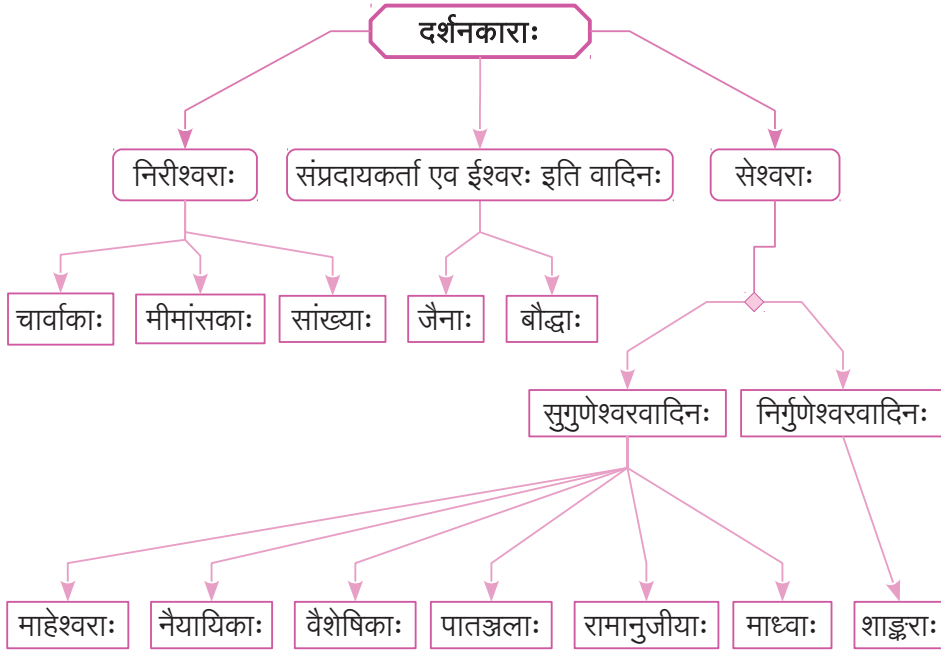 दर्शनकाराः
निरीश्वराः
संप्रदायकर्ता एव ईश्वरः इति वादिनः
सेश्वराः
चार्वाकाः
मीमांसकाः
सांख्याः
जैनाः
बौद्धाः
सुगुणेश्वरवादिनः
निर्गुणेश्वरवादिनः
माहेश्वराः
नैयायिकाः
वैशेषिकाः
पातञ्जलाः
रामानुजीयाः
माध्वाः
शाङ्कराः